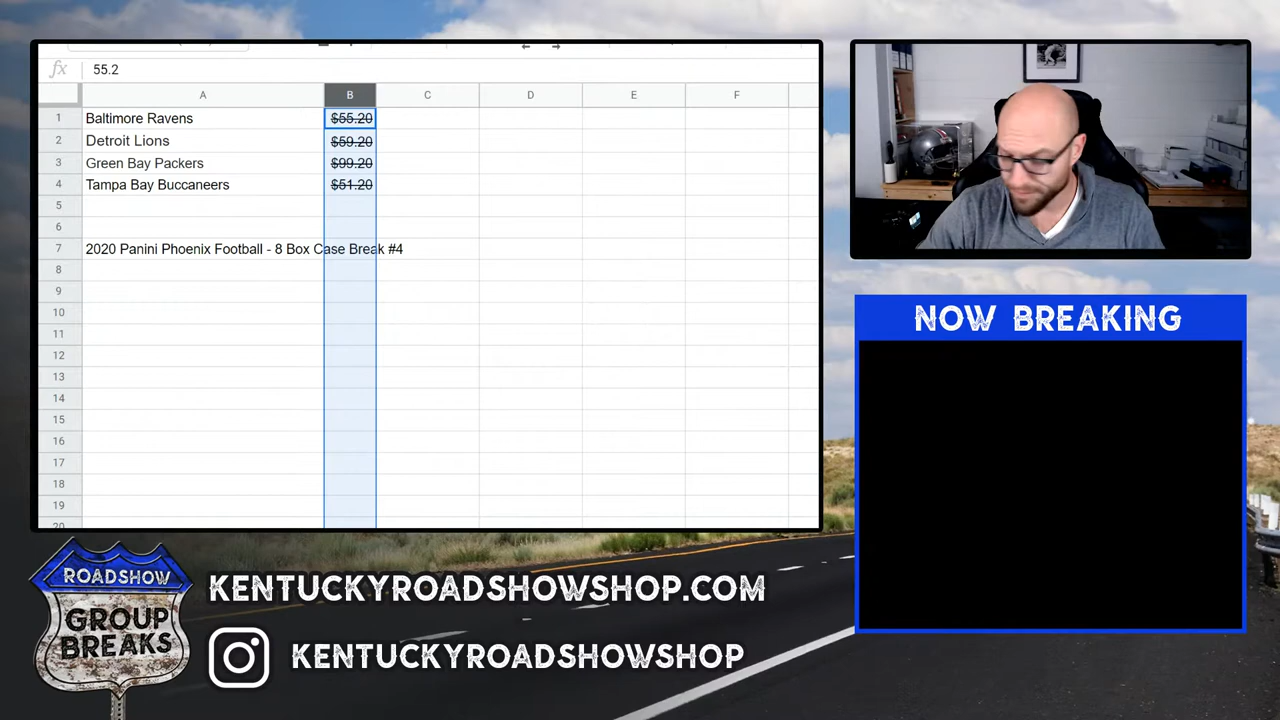 fx 55.2
A B C D E F
1 Baltimore Ravens $55.20
2 Detroit Lions $59.20
3 Green Bay Packers $99.20
4 Tampa Bay Buccaneers $51.20
5
6
7 2020 Panini Phoenix Football - 8 Box Case Break #4
8
9
10
11
12
13
14
15
16
17
18
19
20
NOW BREAKING
ROADSHOW
GROUP
BREAKS
KENTUCKYROADSHOWSHOP.COM
KENTUCKYROADSHOWSHOP